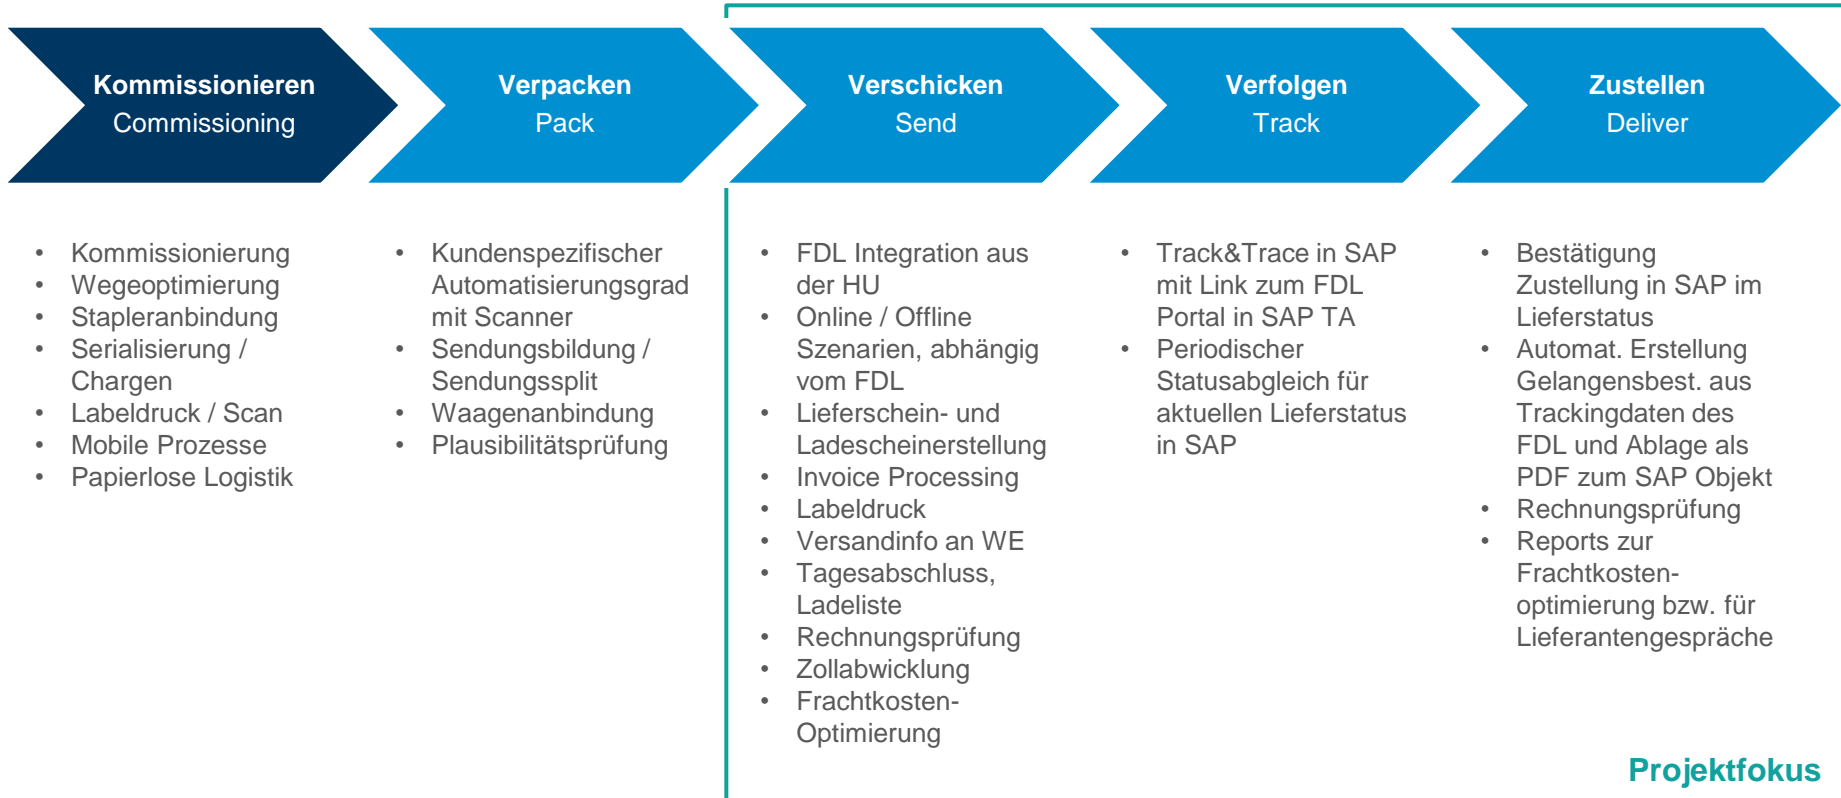 Kommissionieren
Commissioning
Verpacken
Pack
Verschicken
Send
Verfolgen
Track
Zustellen
Deliver
• Kommissionierung
• Wegeoptimierung
• Stapleranbindung
• Serialisierung /
Chargen
• Labeldruck / Scan
• Mobile Prozesse
• Papierlose Logistik
• Kundenspezifischer
Automatisierungsgrad
mit Scanner
• Sendungsbildung /
Sendungssplit
• Waagenanbindung
• Plausibilitätsprüfung
• FDL Integration aus
der HU
• Online / Offline
Szenarien, abhängig
vom FDL
• Lieferschein- und
Ladescheinerstellung
• Invoice Processing
• Labeldruck
• Versandinfo an WE
• Tagesabschluss,
Ladeliste
• Rechnungsprüfung
• Zollabwicklung
• Frachtkosten-
Optimierung
• Track&Trace in SAP
mit Link zum FDL
Portal in SAP TA
• Periodischer
Statusabgleich für
aktuellen Lieferstatus
in SAP
• Bestätigung
Zustellung in SAP im
Lieferstatus
• Automat. Erstellung
Gelangensbest. aus
Trackingdaten des
FDL und Ablage als
PDF zum SAP Objekt
• Rechnungsprüfung
• Reports zur
Frachtkosten-
optimierung bzw. für
Lieferantengespräche
Projektfokus